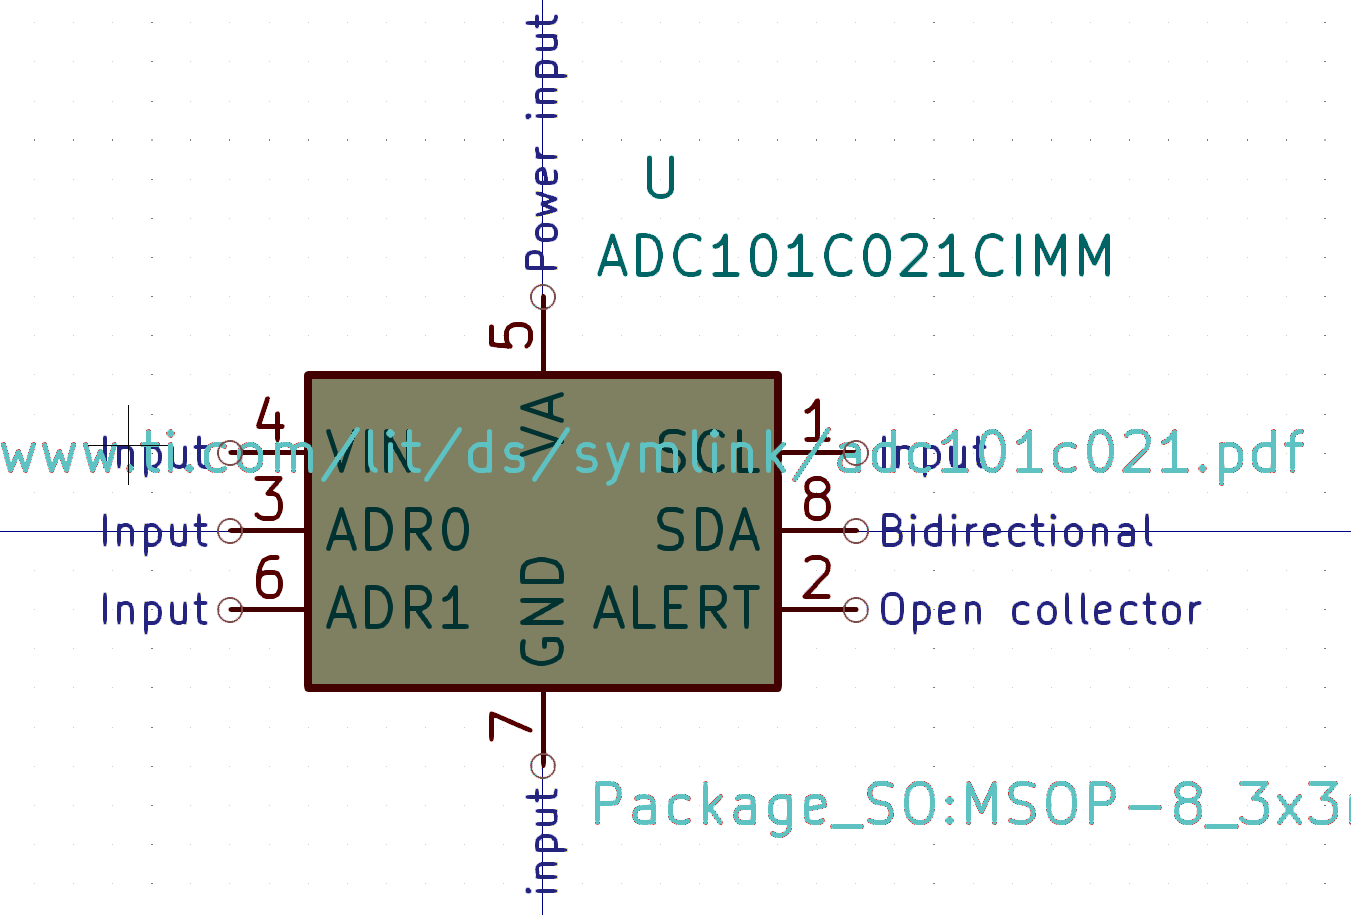 Power input
U
ADC101C021CIMM
5
4
VA
1
www.ti.com/lit/ds/symlink/adc101c021.pdf
Input
VIN
SCL
Input
3
8
Input
ADR0
SDA
Bidirectional
6
2
Input
ADR1
GND
ALERT
Open collector
7
input
Package_SO:MSOP-8_3x3